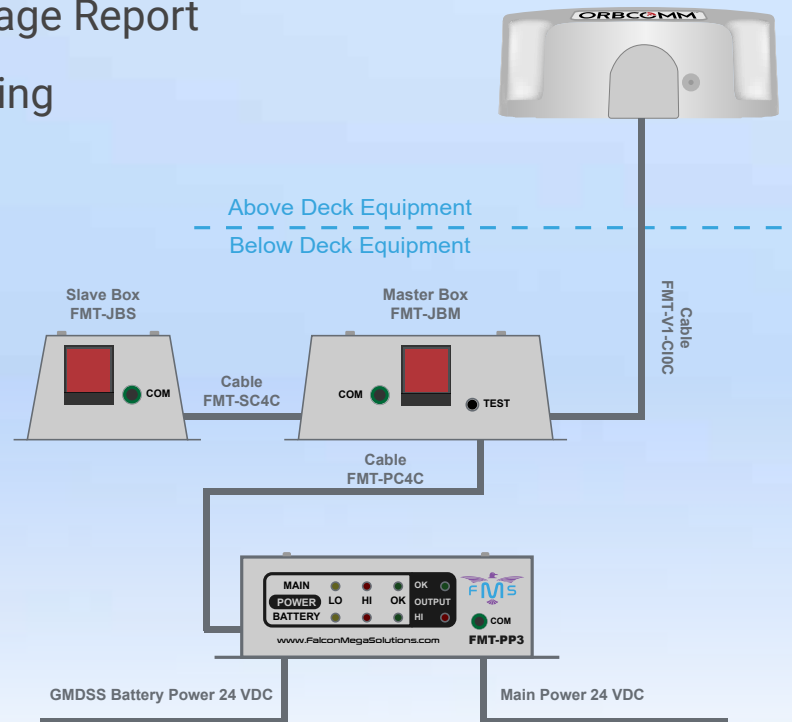 age Report
ing
ORBCOMM
Above Deck Equipment
Below Deck Equipment
Slave Box
FMT-JBS
Master Box
FMT-JBM
Cable
FMT-V1-CI0C
COM
Cable
FMT-SC4C
COM
TEST
Cable
FMT-PC4C
MAIN
POWER LO HI OK
BATTERY
OK
OUTPUT
HI
FMS
COM
www.FalconMegaSolutions.com
FMT-PP3
GMDSS Battery Power 24 VDC
Main Power 24 VDC